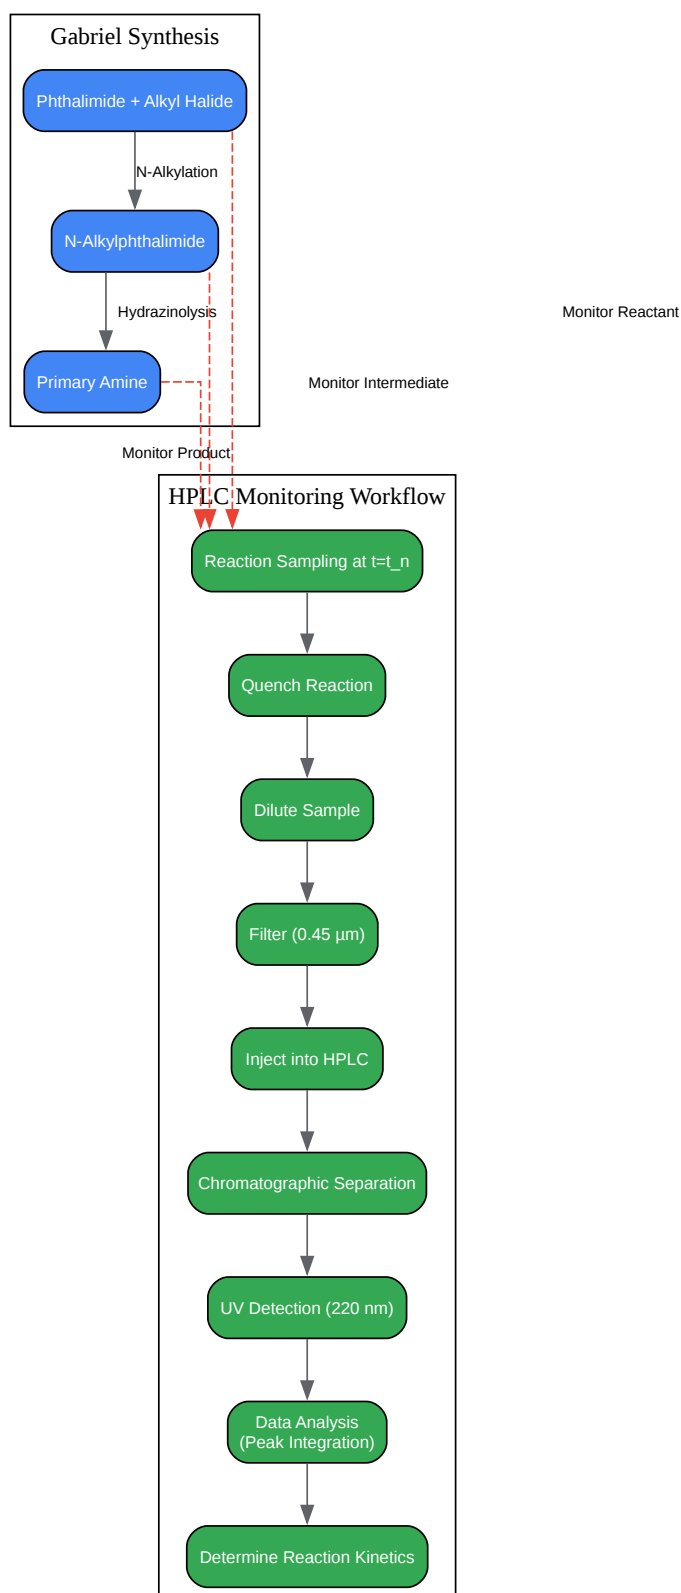 Gabriel Synthesis
Phthalimide + Alkyl Halide
N-Alkylation
N-Alkylphthalimide
Hydrazinolysis
Monitor Reactant
Primary Amine
Monitor Intermediate
Monitor Product
HPLC Monitoring Workflow
Reaction Sampling at t=t_n
Quench Reaction
Dilute Sample
Filter (0.45 µm)
Inject into HPLC
Chromatographic Separation
UV Detection (220 nm)
Data Analysis
(Peak Integration)
Determine Reaction Kinetics